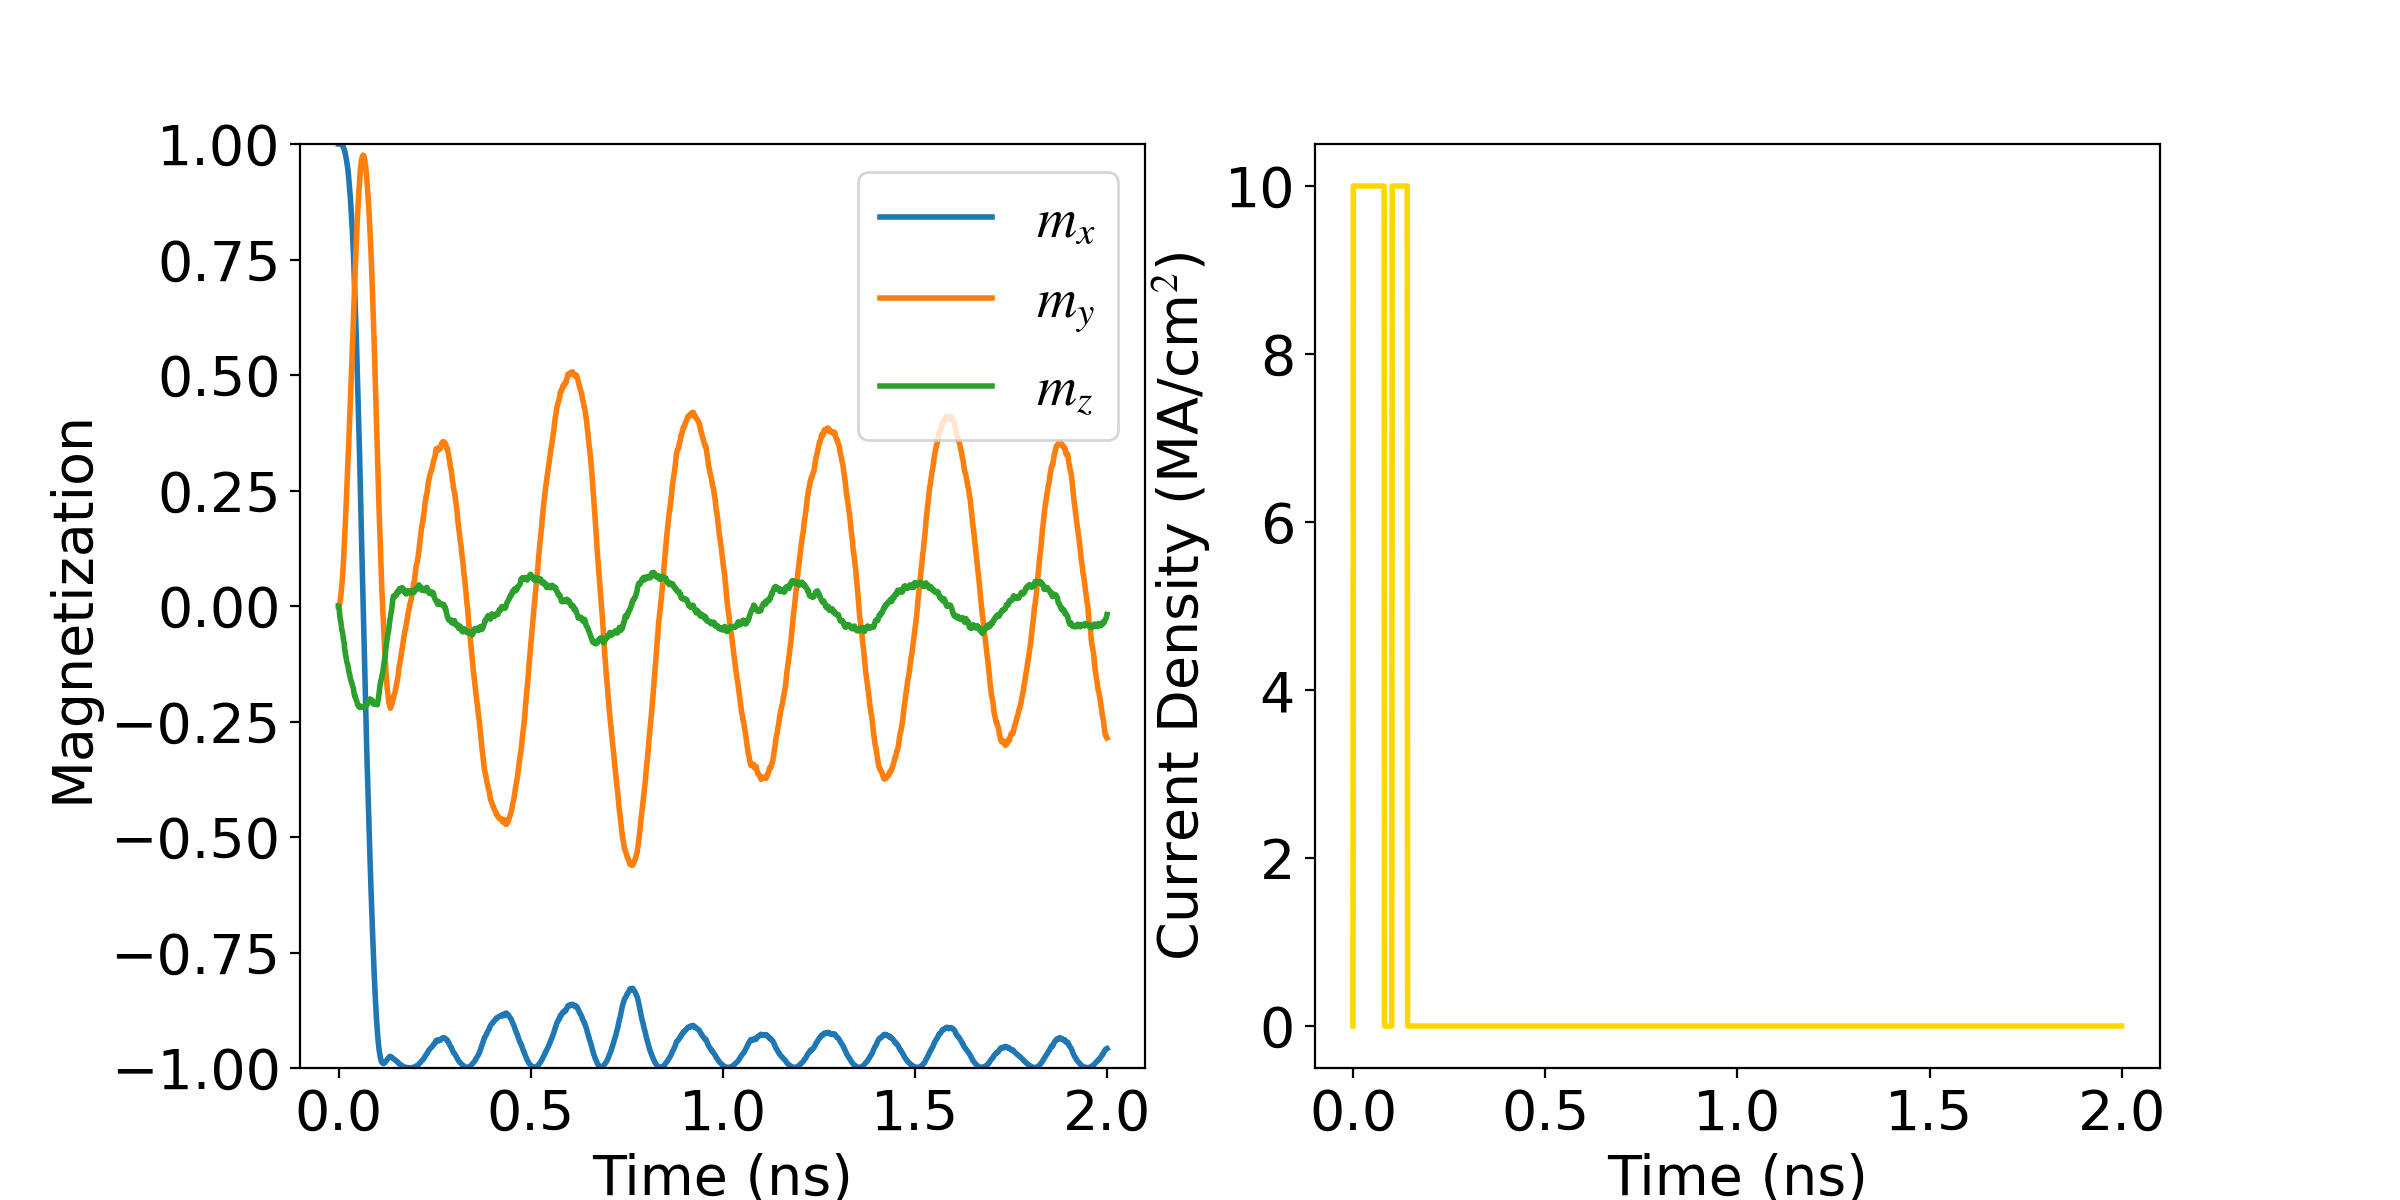 Magnetization
1.00
0.75
0.50
0.25
0.00
−0.25
−0.50
−0.75
−1.00
0.0 0.5 1.0 1.5 2.0
Time (ns)
m_x
m_y
m_z
Current Density (MA/cm²)
10
8
6
4
2
0
0.0 0.5 1.0 1.5 2.0
Time (ns)